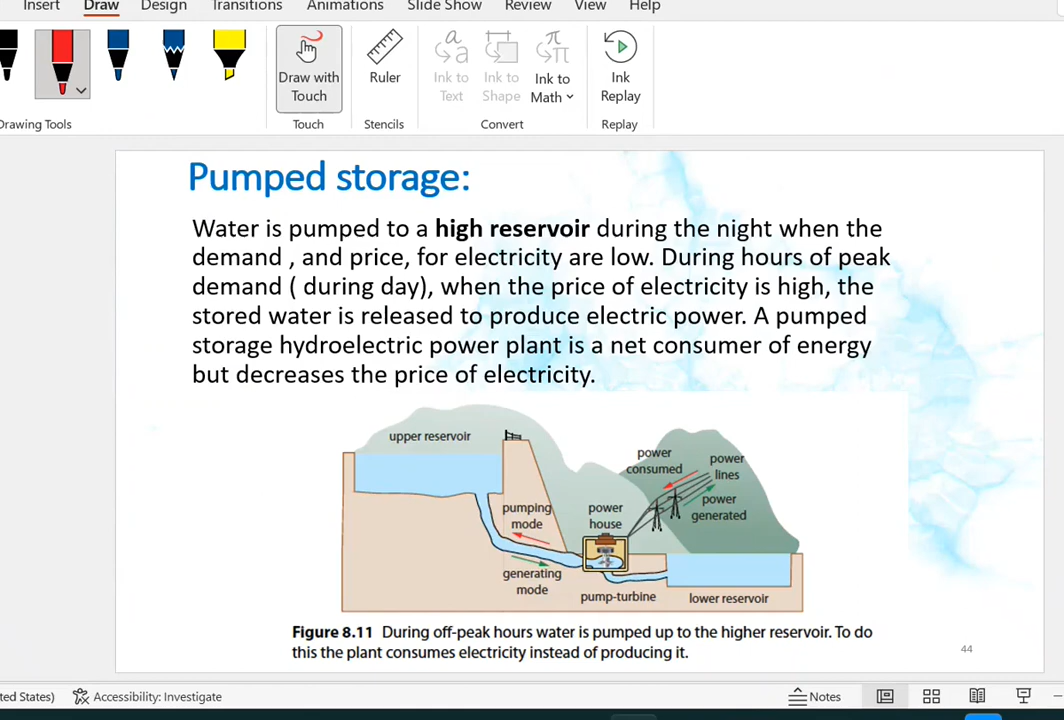 Insert Draw Design Transitions Animations Slide Show Review View Help
Draw with Touch
Ruler
Ink to Text
Ink to Shape
Ink to Math
Ink Replay
Drawing Tools
Touch
Stencils
Convert
Replay
Pumped storage:
Water is pumped to a high reservoir during the night when the
demand , and price, for electricity are low. During hours of peak
demand ( during day), when the price of electricity is high, the
stored water is released to produce electric power. A pumped
storage hydroelectric power plant is a net consumer of energy
but decreases the price of electricity.
upper reservoir
power consumed
power lines
power generated
pumping mode
power house
generating mode
pump-turbine
lower reservoir
Figure 8.11 During off-peak hours water is pumped up to the higher reservoir. To do
this the plant consumes electricity instead of producing it.
44
ted States) Accessibility: Investigate
Notes